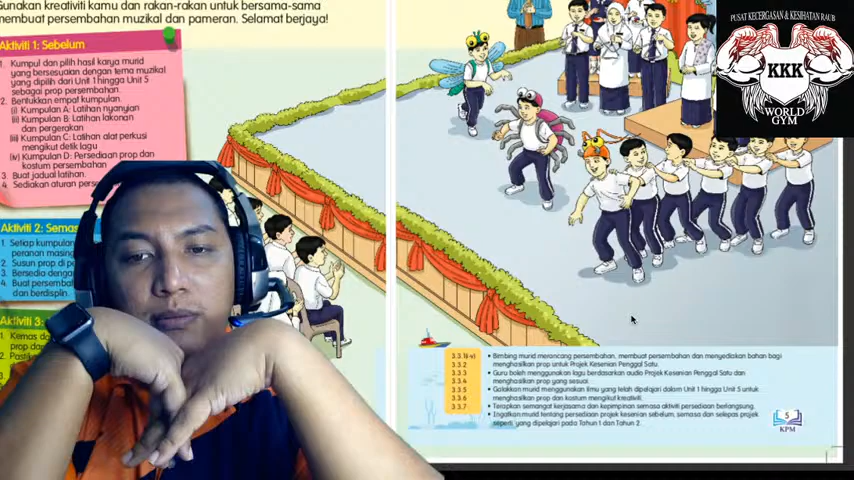 Gunakan kreativiti kamu dan rakan-rakan untuk bersama-sama
membuat persembahan muzikal dan pameran. Selamat berjaya!
Aktiviti 1: Sebelum
1. Kumpul dan pilih hasil karya murid
yang bersesuaian dengan tema muzikal
yang dipilih dari Unit 1 hingga Unit 5
sebagai prop persembahan.
2. Bentukkan empat kumpulan.
(i) Kumpulan A: Latihan nyanyian
(ii) Kumpulan B: Latihan lakonan
dan pergerakan
(iii) Kumpulan C: Latihan alat perkusi
mengikut detik lagu
(iv) Kumpulan D: Persediaan prop dan
kostum persembahan
3. Buat jadual latihan.
4. Sediakan aturan
Aktiviti 2:
1. Setiap kumpulan
peranan
2. Susun prop di
3. Bersedia dengan
4. Buat
dan berdisiplin.
Aktiviti 3:
1. Kemas
prop dan
2.
3.3.1(i-v)
3.3.2
3.3.3
3.3.4
3.3.5
3.3.6
3.3.7
• Bimbing murid merancang persembahan, membuat persembahan dan menyediakan bahan bagi
menghasilkan prop untuk Projek Kesenian Penggal Satu.
• Guru boleh menggunakan lagu berdasarkan audio Projek Kesenian Penggal Satu dan
menghasilkan prop yang sesuai.
• Galakkan murid menggunakan ilmu yang telah dipelajari dalam Unit 1 hingga Unit 5 untuk
menghasilkan prop dan kostum mengikut kreativiti.
• Terapkan semangat kerjasama dan kepimpinan semasa aktiviti persediaan berlangsung.
• Ingatkan murid tentang persediaan projek kesenian sebelum, semasa dan selepas projek
seperti yang dipelajari pada Tahun 1 dan Tahun 2.
5
KPM
PUSAT KECERGASAN & KESIHATAN RAUB
KKK
WORLD
GYM